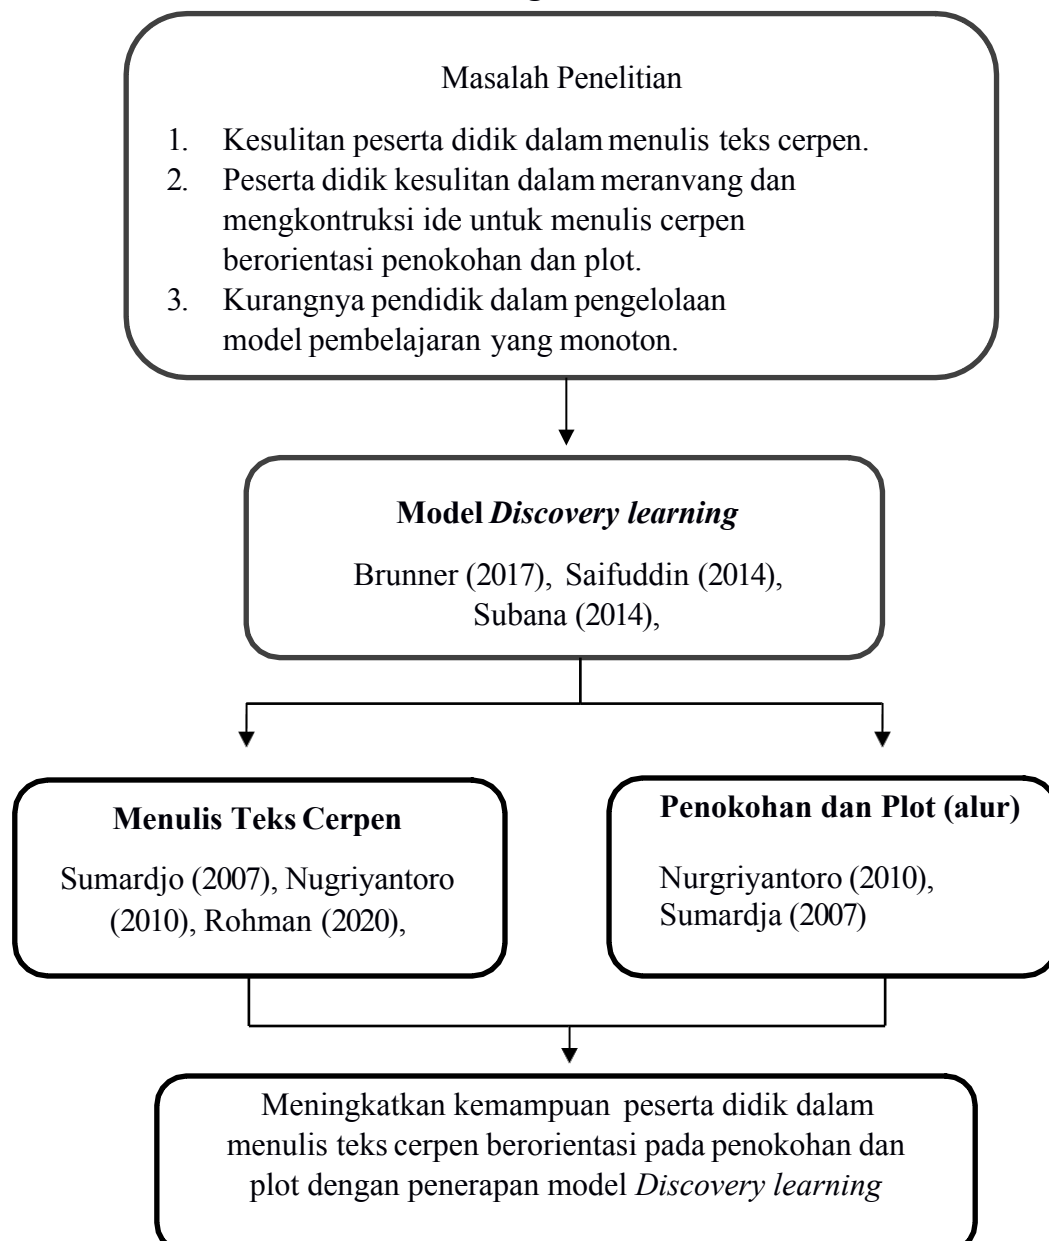 Masalah Penelitian
1. Kesulitan peserta didik dalam menulis teks cerpen.
2. Peserta didik kesulitan dalam meranvang dan
mengkontruksi ide untuk menulis cerpen
berorientasi penokohan dan plot.
3. Kurangnya pendidik dalam pengelolaan
model pembelajaran yang monoton.
Model Discovery learning
Brunner (2017), Saifuddin (2014),
Subana (2014),
Menulis Teks Cerpen
Sumardjo (2007), Nugriyantoro
(2010), Rohman (2020),
Penokohan dan Plot (alur)
Nurgriyantoro (2010),
Sumardja (2007)
Meningkatkan kemampuan peserta didik dalam
menulis teks cerpen berorientasi pada penokohan dan
plot dengan penerapan model Discovery learning